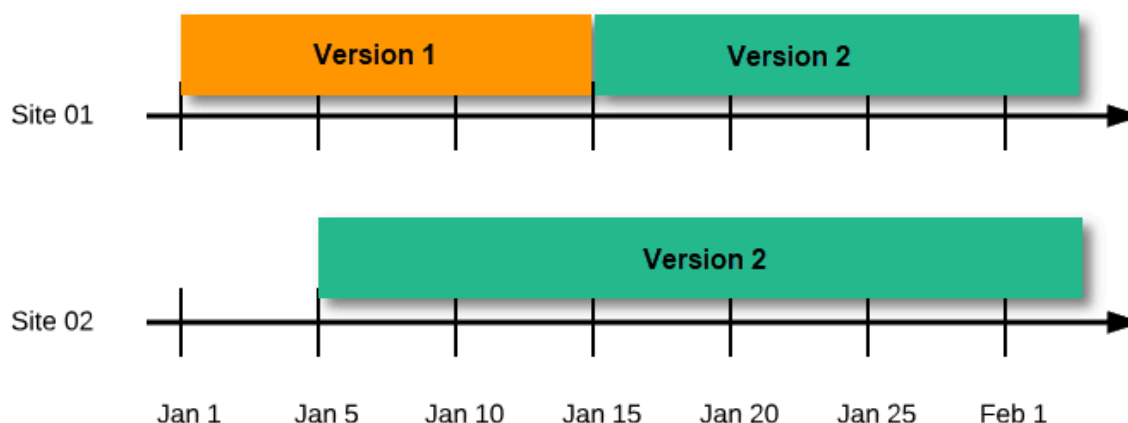 Version 1
Version 2
Site 01
Version 2
Site 02
Jan 1
Jan 5
Jan 10
Jan 15
Jan 20
Jan 25
Feb 1